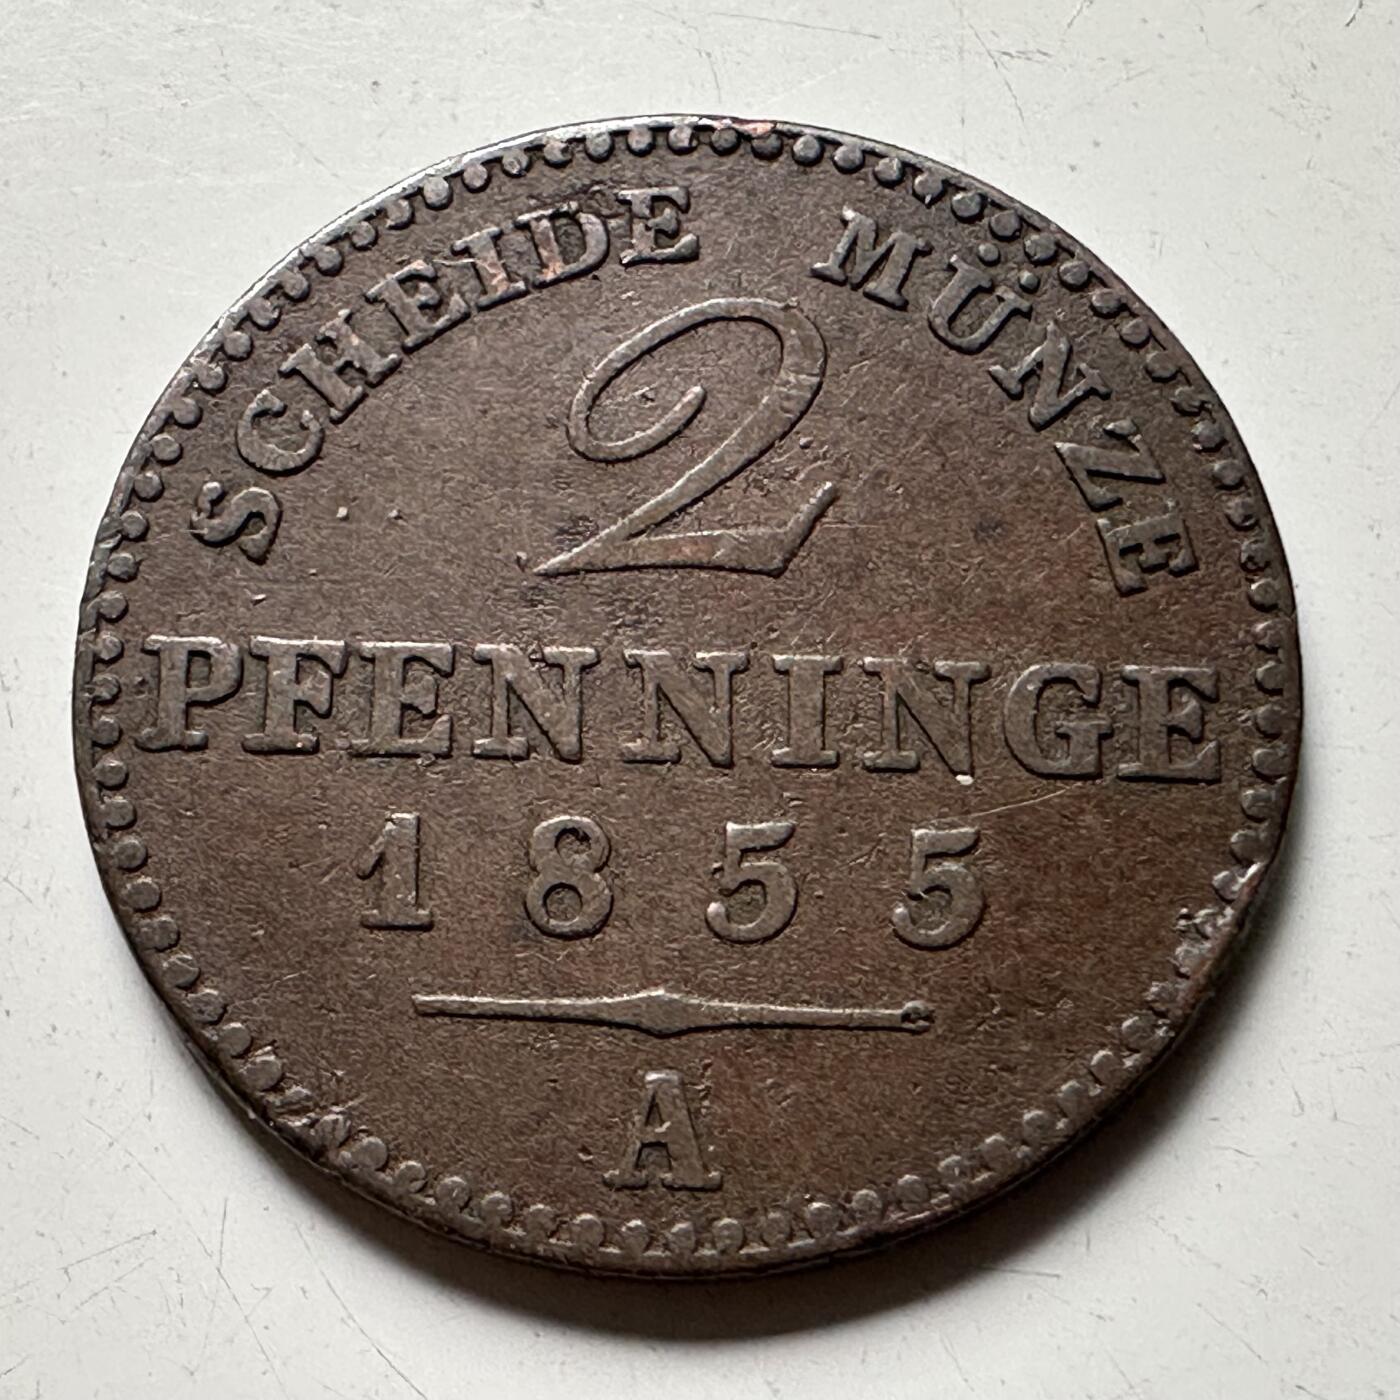 SCHEIDE MÜNZE
2
PFENNINGE
1855
A